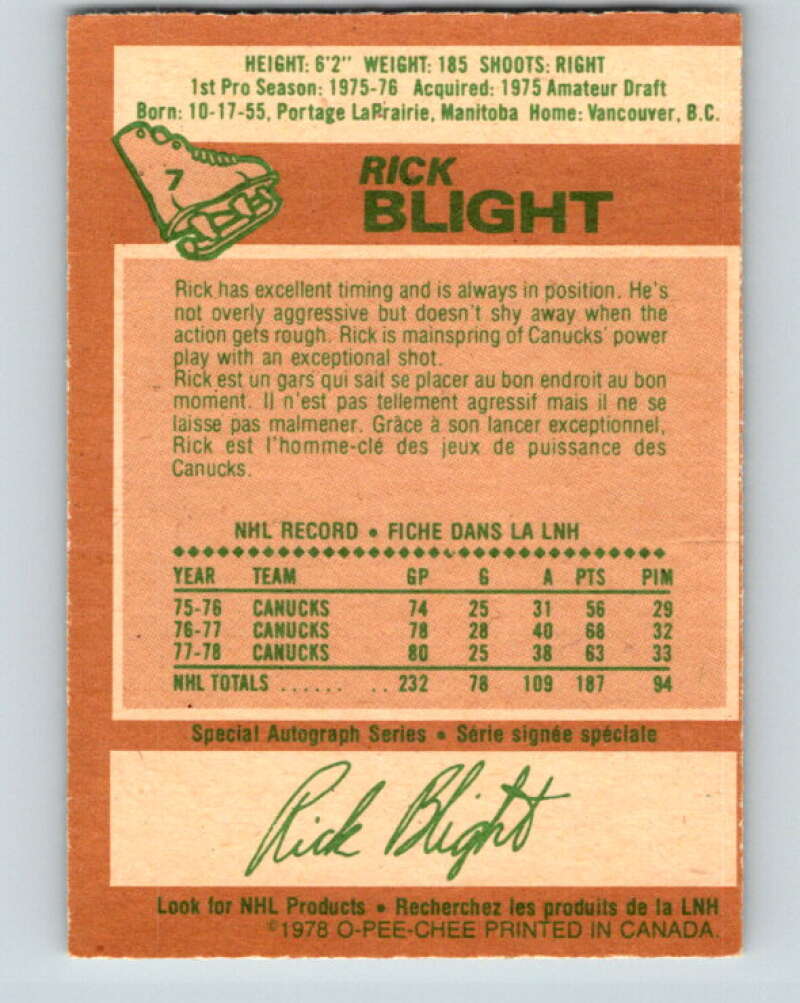 HEIGHT: 6'2" WEIGHT: 185 SHOOTS: RIGHT
1st Pro Season: 1975-76 Acquired: 1975 Amateur Draft
Born: 10-17-55, Portage LaPrairie, Manitoba Home: Vancouver, B.C.
7
RICK
BLIGHT
Rick has excellent timing and is always in position. He's
not overly aggressive but doesn't shy away when the
action gets rough. Rick is mainspring of Canucks' power
play with an exceptional shot.
Rick est un gars qui sait se placer au bon endroit au bon
moment. Il n'est pas tellement agressif mais il ne se
laisse pas malmener. Grâce à son lancer exceptionnel,
Rick est l'homme-clé des jeux de puissance des
Canucks.
NHL RECORD • FICHE DANS LA LNH
YEAR TEAM GP G A PTS PIM
75-76 CANUCKS 74 25 31 56 29
76-77 CANUCKS 78 28 40 68 32
77-78 CANUCKS 80 25 38 63 33
NHL TOTALS ...... .. 232 78 109 187 94
Special Autograph Series • Série signée spéciale
Rick Blight
Look for NHL Products • Recherchez les produits de la LNH
©1978 O-PEE-CHEE PRINTED IN CANADA.